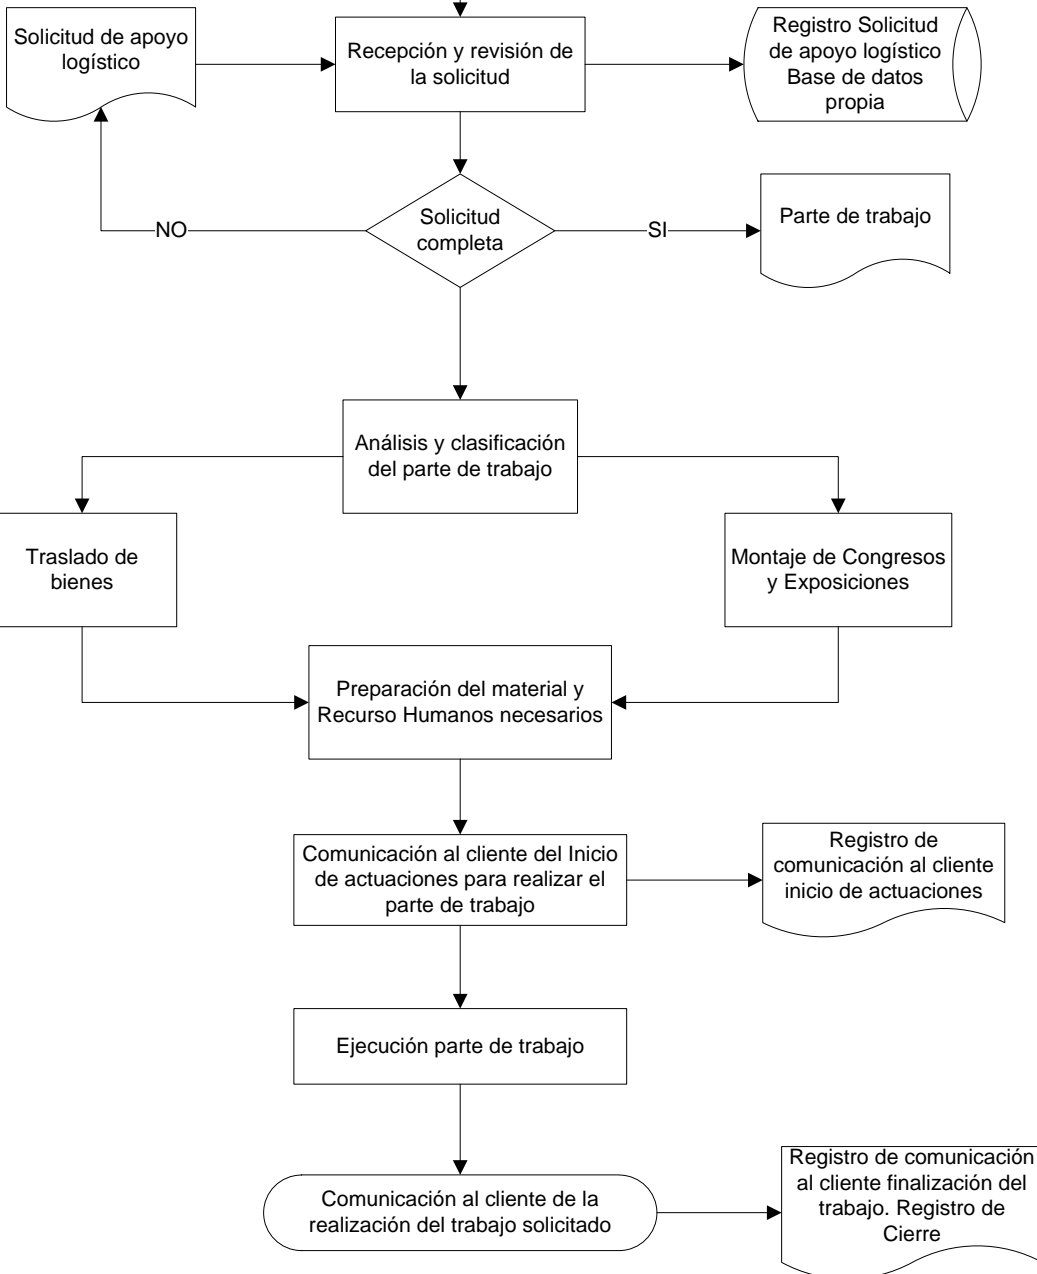 Solicitud de apoyo
logístico
Recepción y revisión de
la solicitud
Registro Solicitud
de apoyo logístico
Base de datos
propia
NO
Solicitud
completa
SI
Parte de trabajo
Análisis y clasificación
del parte de trabajo
Traslado de
bienes
Montaje de Congresos
y Exposiciones
Preparación del material y
Recurso Humanos necesarios
Comunicación al cliente del Inicio
de actuaciones para realizar el
parte de trabajo
Registro de
comunicación al cliente
inicio de actuaciones
Ejecución parte de trabajo
Comunicación al cliente de la
realización del trabajo solicitado
Registro de comunicación
al cliente finalización del
trabajo. Registro de
Cierre